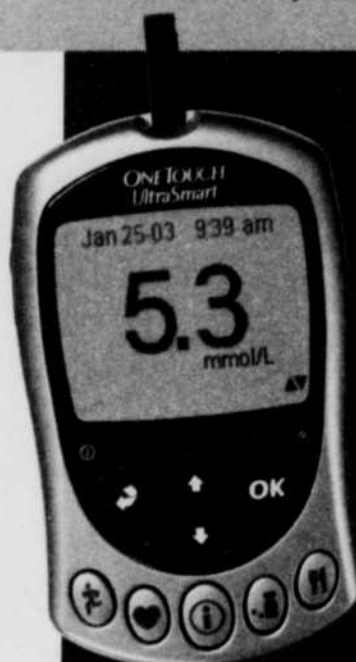 ONETOUCH
UltraSmart
Jan 25-03 9:39 am
5.3
mmol/L
OK